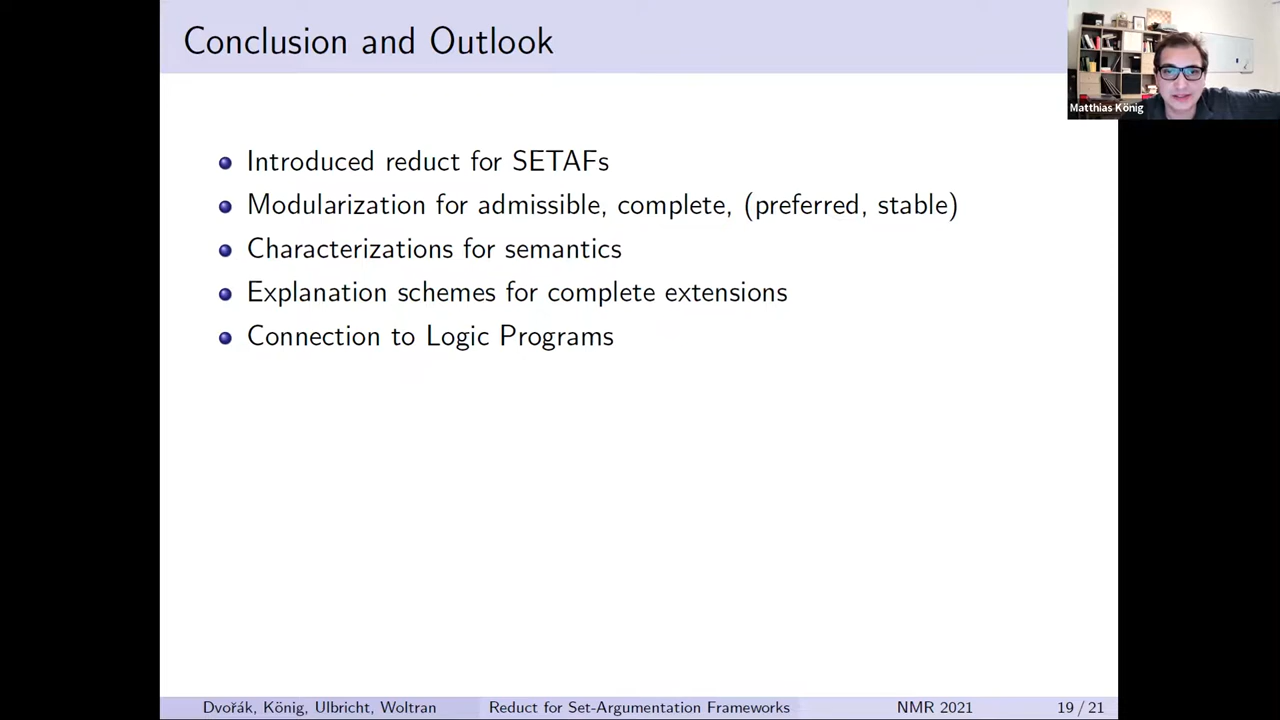 Conclusion and Outlook
Matthias König
Introduced reduct for SETAFs
Modularization for admissible, complete, (preferred, stable)
Characterizations for semantics
Explanation schemes for complete extensions
Connection to Logic Programs
Dvořák, König, Ulbricht, Woltran Reduct for Set-Argumentation Frameworks NMR 2021 19 / 21